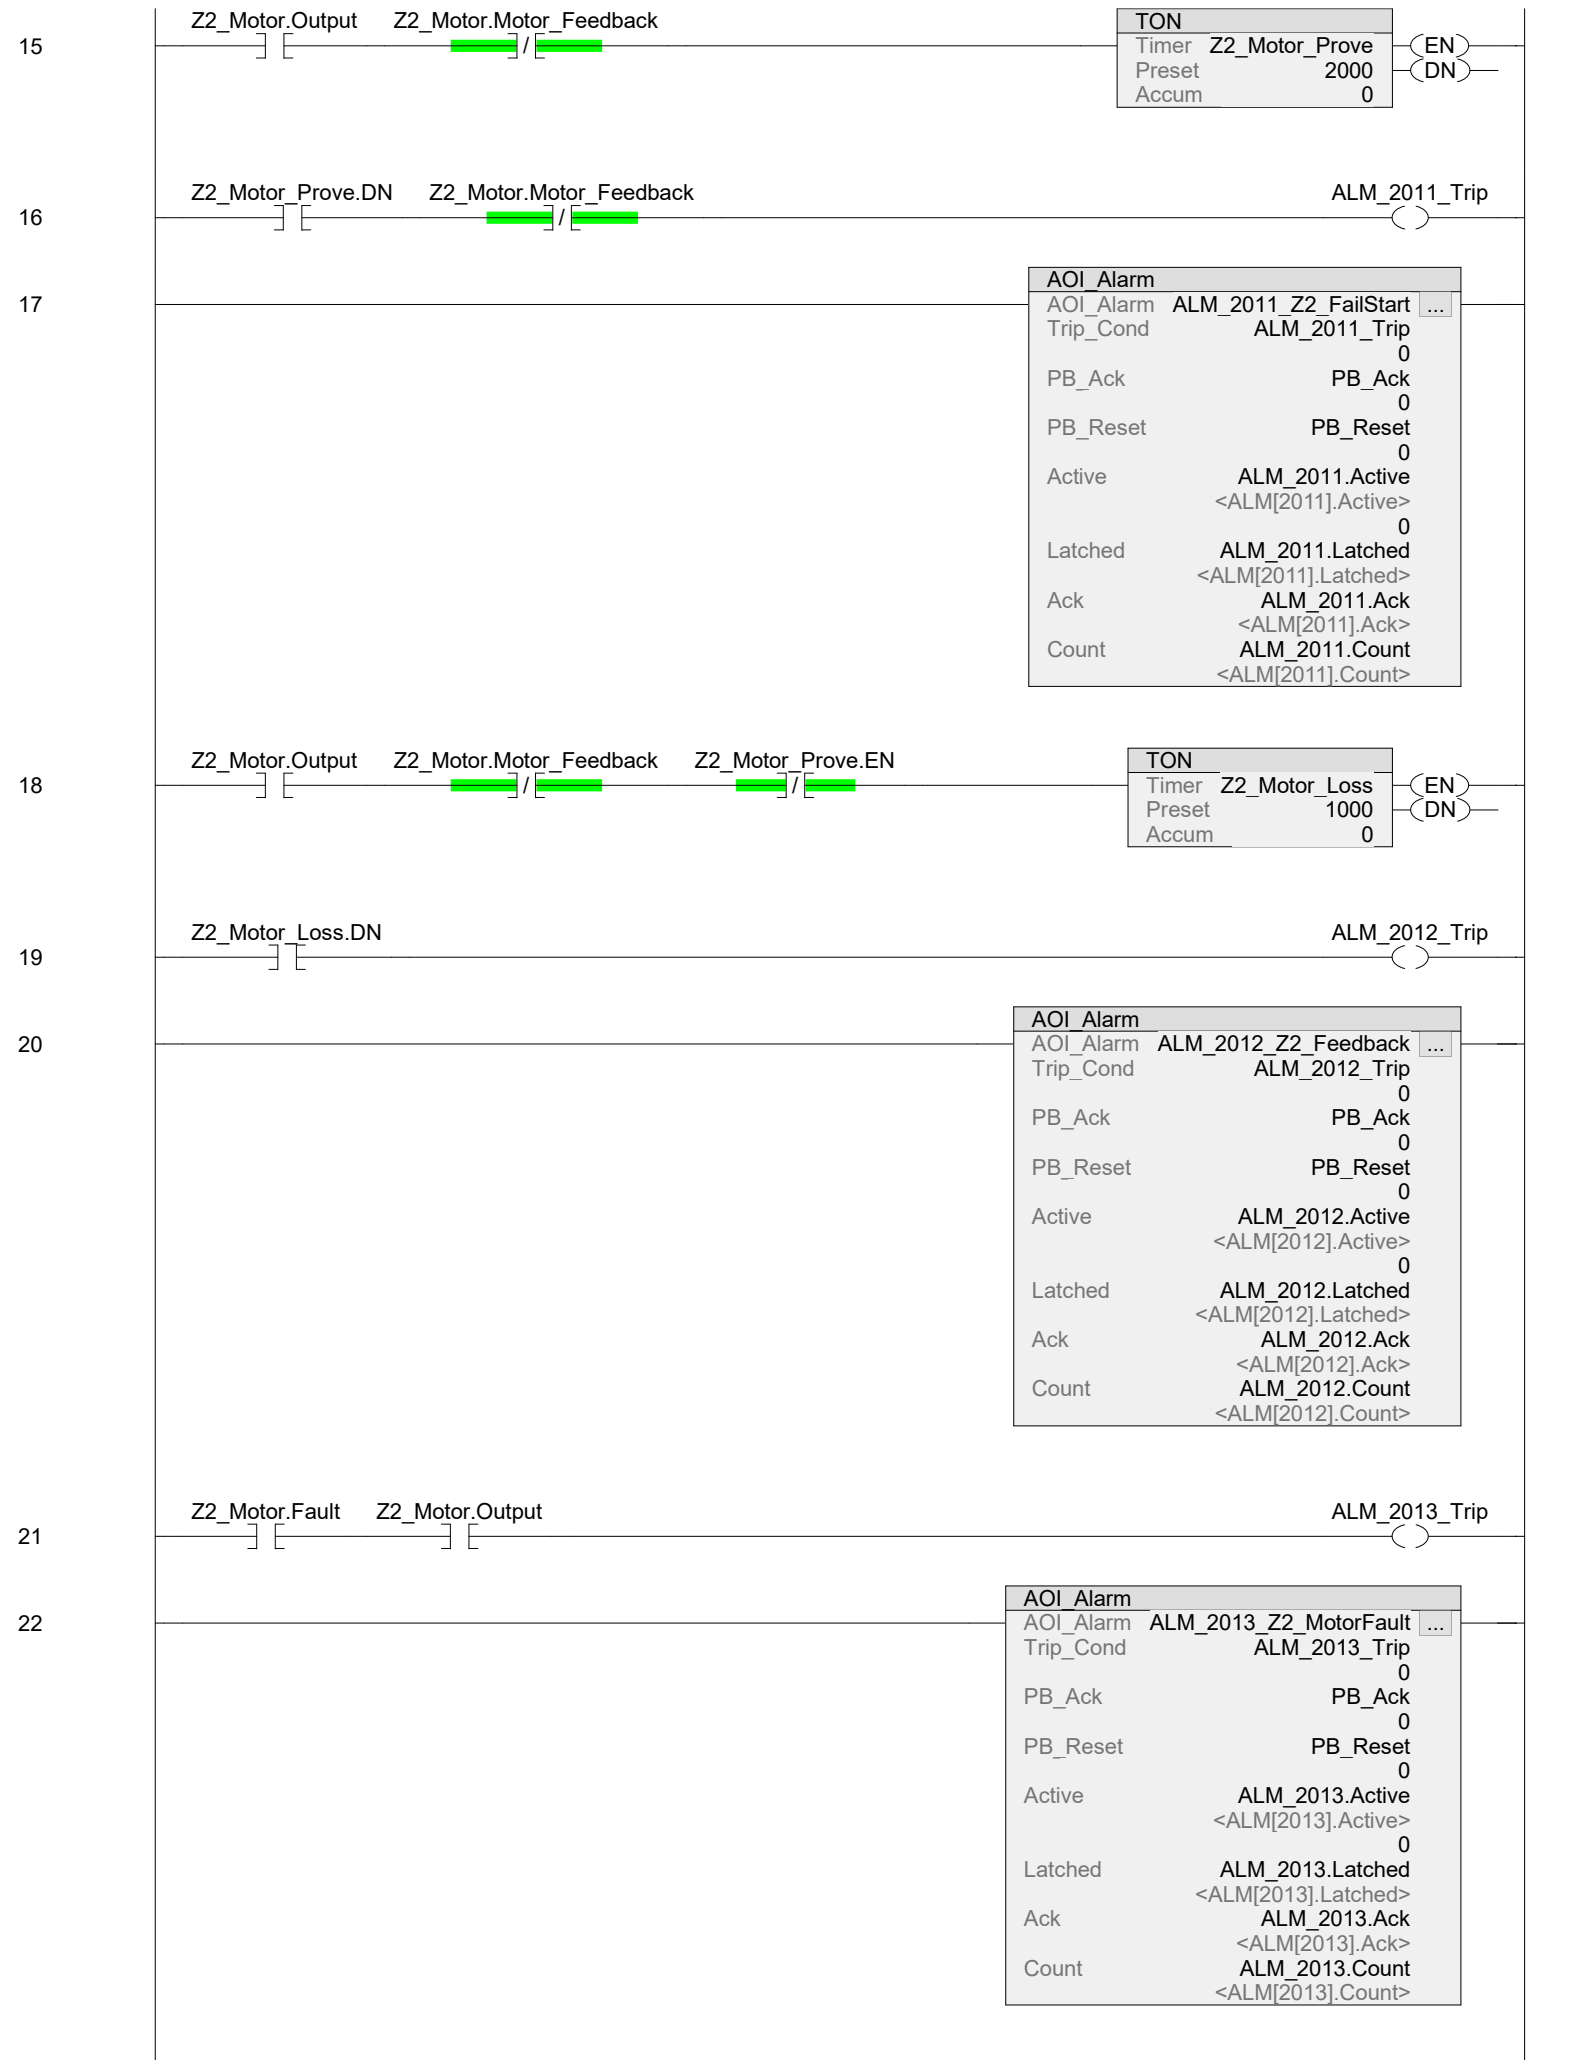 15
Z2_Motor.Output Z2_Motor.Motor_Feedback
/
TON
Timer Z2_Motor_Prove
Preset 2000
Accum 0
EN
DN
16
Z2_Motor_Prove.DN Z2_Motor.Motor_Feedback ALM_2011_Trip
/
17
AOI_Alarm
AOI_Alarm ALM_2011_Z2_FailStart ...
Trip_Cond ALM_2011_Trip
0
PB_Ack PB_Ack
0
PB_Reset PB_Reset
0
Active ALM_2011.Active
<ALM[2011].Active>
0
Latched ALM_2011.Latched
<ALM[2011].Latched>
Ack ALM_2011.Ack
<ALM[2011].Ack>
Count ALM_2011.Count
<ALM[2011].Count>
18
Z2_Motor.Output Z2_Motor.Motor_Feedback Z2_Motor_Prove.EN
/ /
TON
Timer Z2_Motor_Loss
Preset 1000
Accum 0
EN
DN
19
Z2_Motor_Loss.DN ALM_2012_Trip
20
AOI_Alarm
AOI_Alarm ALM_2012_Z2_Feedback ...
Trip_Cond ALM_2012_Trip
0
PB_Ack PB_Ack
0
PB_Reset PB_Reset
0
Active ALM_2012.Active
<ALM[2012].Active>
0
Latched ALM_2012.Latched
<ALM[2012].Latched>
Ack ALM_2012.Ack
<ALM[2012].Ack>
Count ALM_2012.Count
<ALM[2012].Count>
21
Z2_Motor.Fault Z2_Motor.Output ALM_2013_Trip
22
AOI_Alarm
AOI_Alarm ALM_2013_Z2_MotorFault ...
Trip_Cond ALM_2013_Trip
0
PB_Ack PB_Ack
0
PB_Reset PB_Reset
0
Active ALM_2013.Active
<ALM[2013].Active>
0
Latched ALM_2013.Latched
<ALM[2013].Latched>
Ack ALM_2013.Ack
<ALM[2013].Ack>
Count ALM_2013.Count
<ALM[2013].Count>